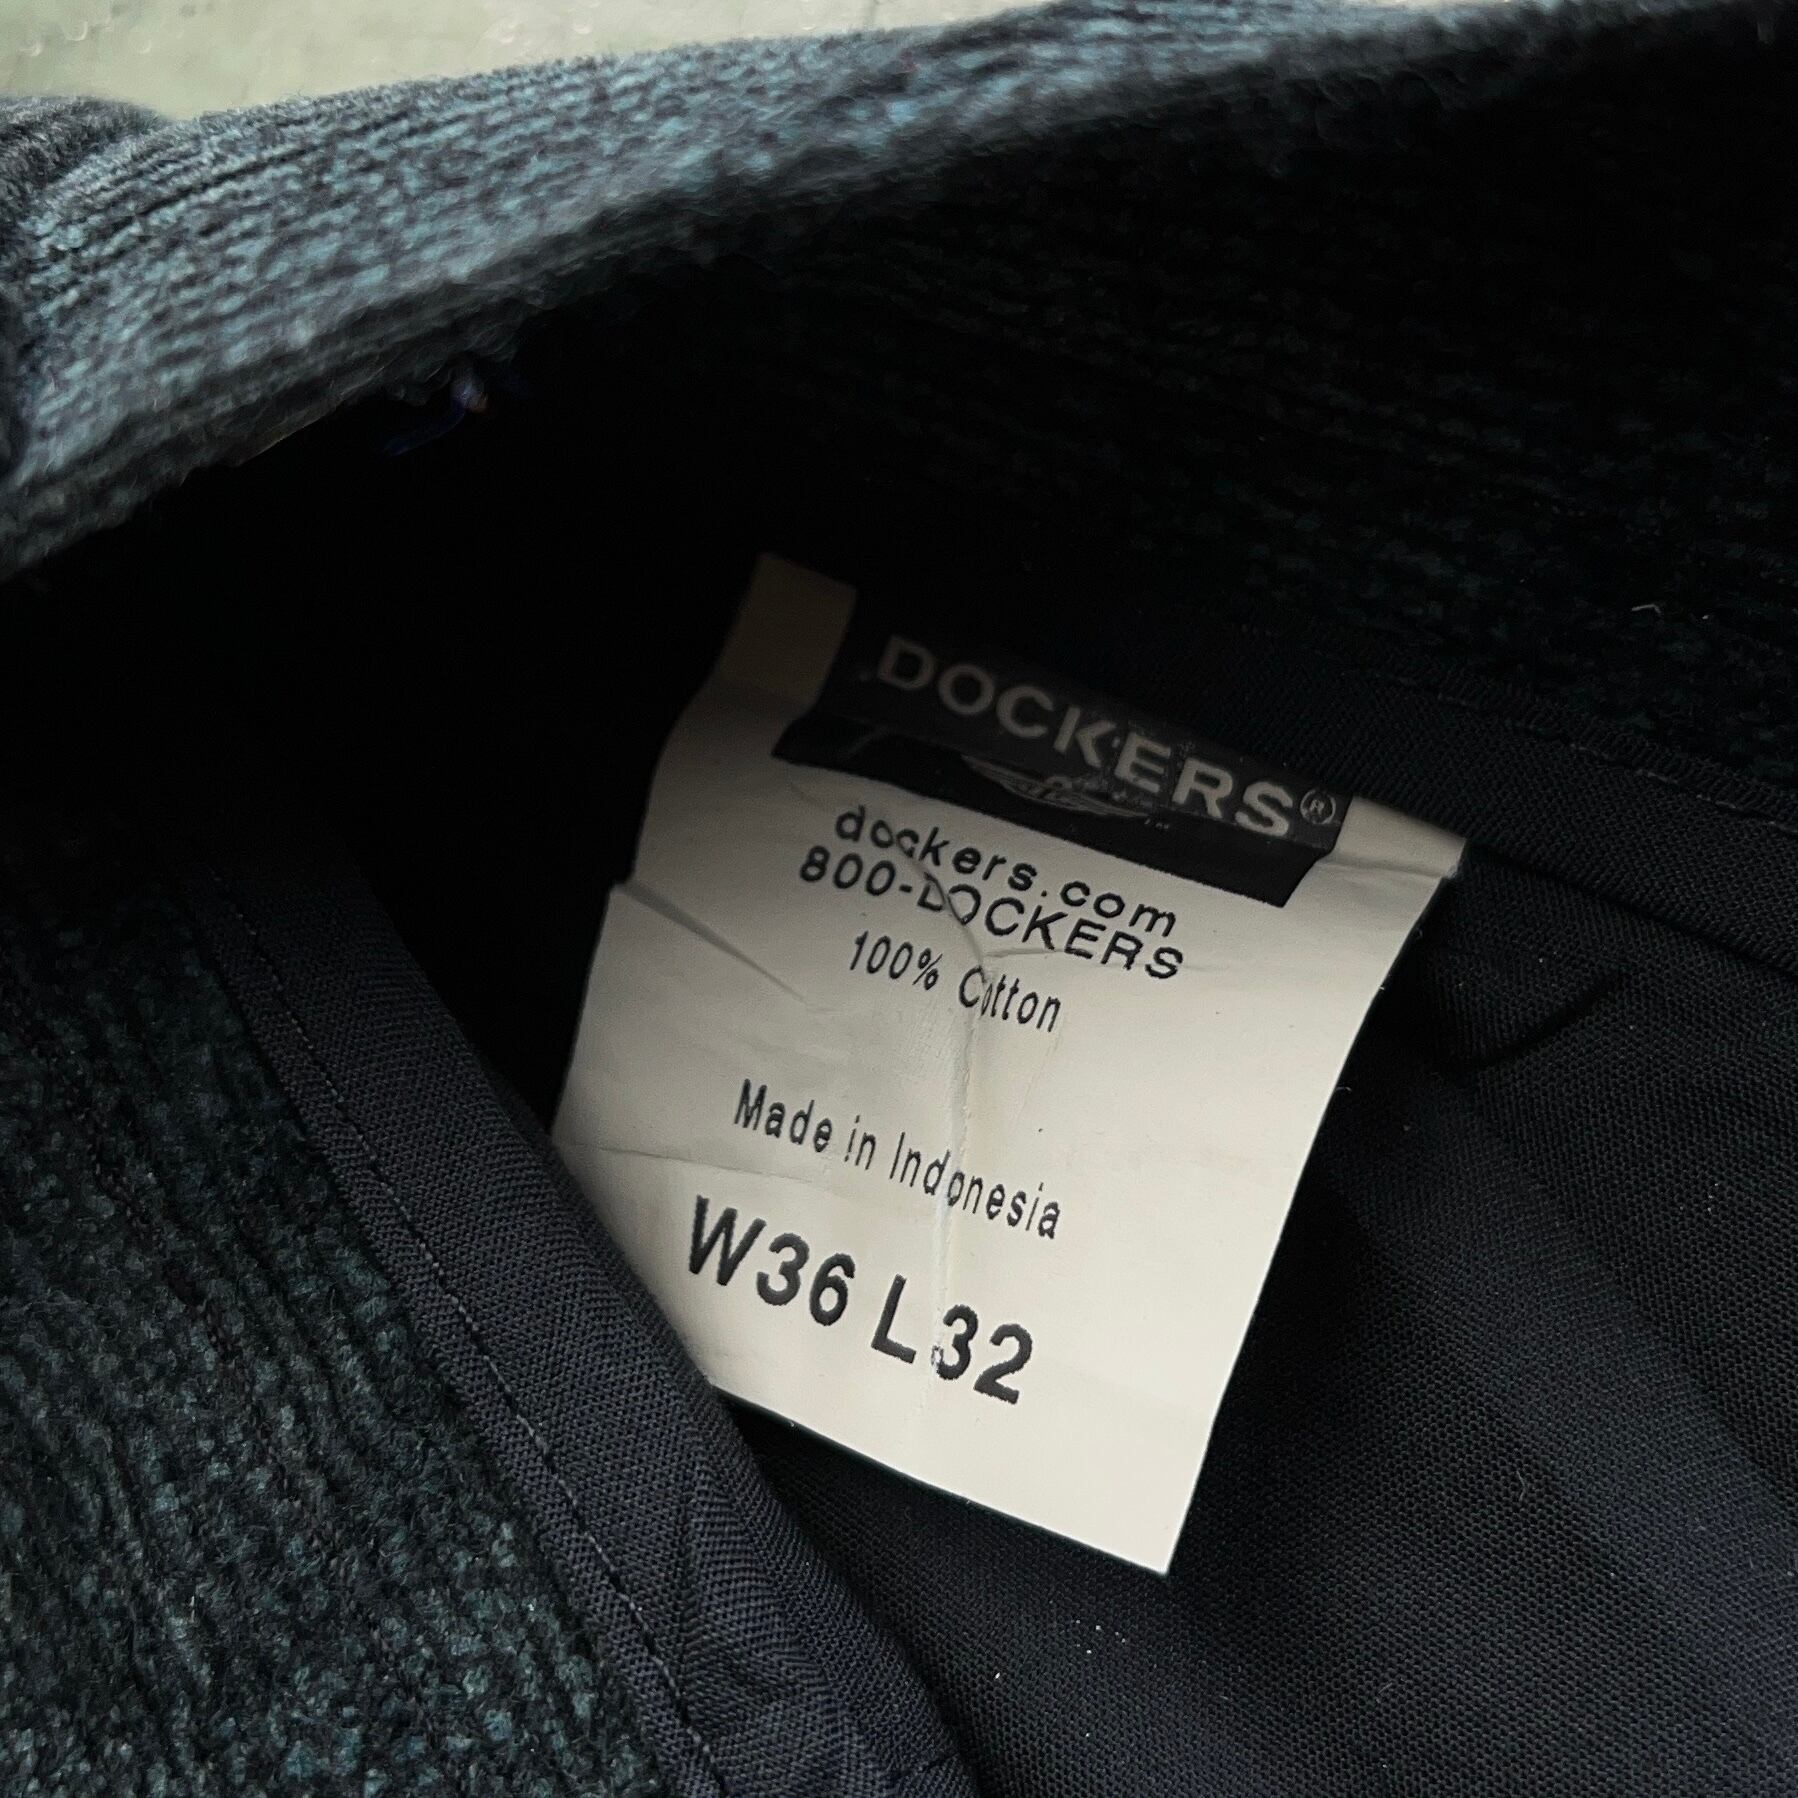 DOCKERS®
dockers.com
800-DOCKERS
100% Cotton
Made in Indonesia
W36 L32